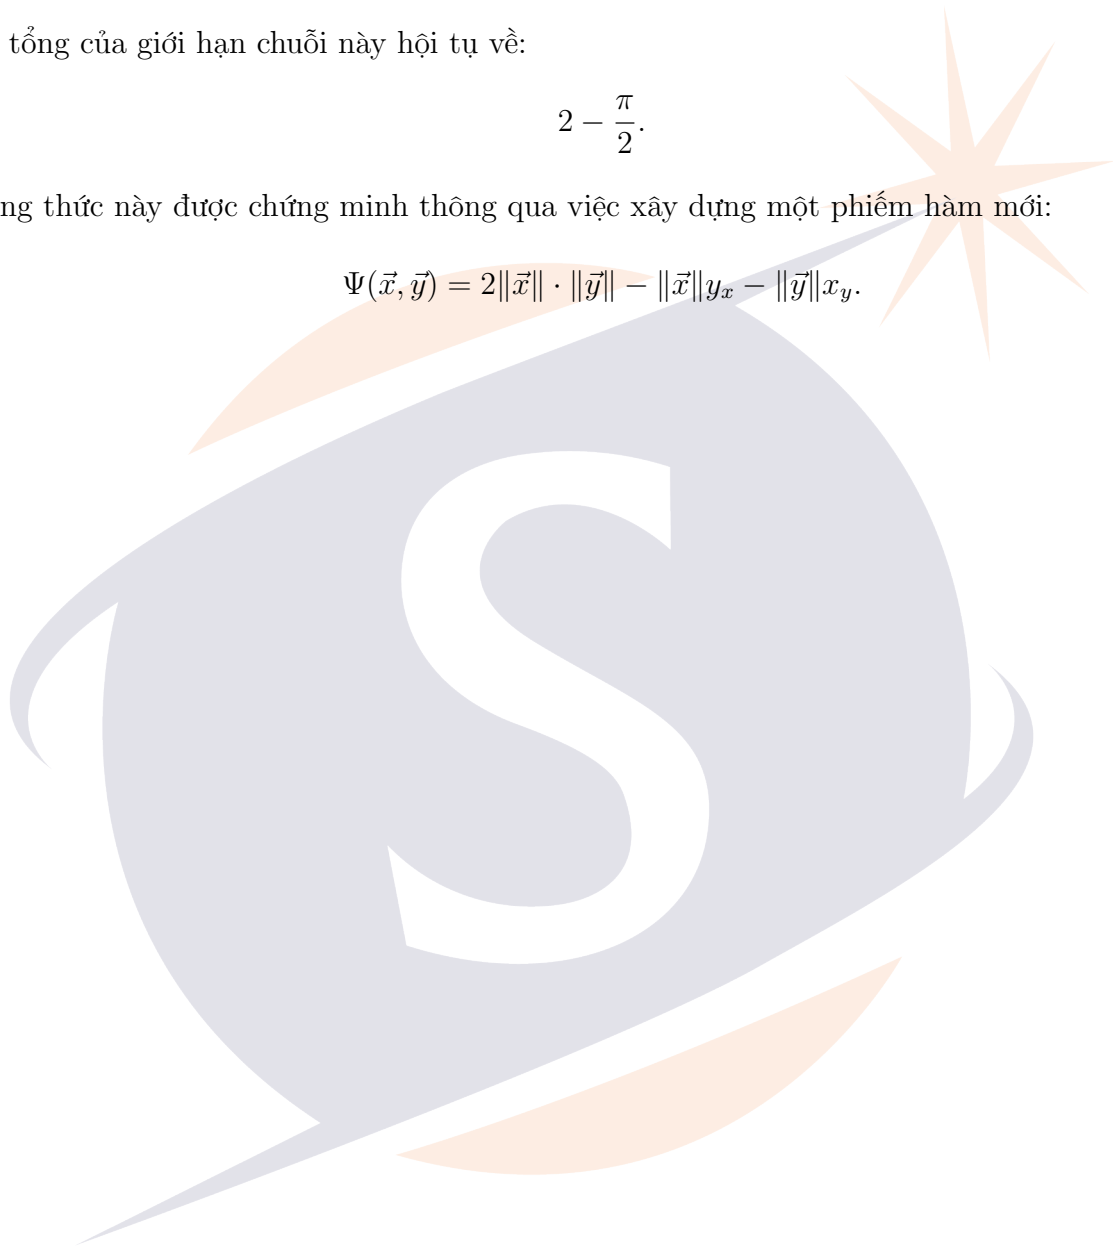 tổng của giới hạn chuỗi này hội tụ về:
2 − π/2.
ng thức này được chứng minh thông qua việc xây dựng một phiếm hàm mới:
Ψ(x⃗, y⃗) = 2‖x⃗‖ · ‖y⃗‖ − ‖x⃗‖yₓ − ‖y⃗‖x_y.
S